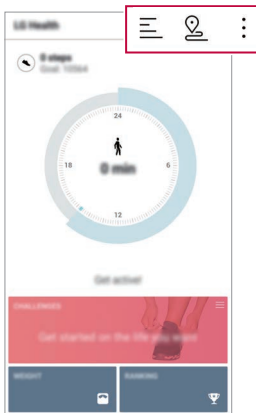 LG Health
0 steps
Goal: 10064
24
18
6
0 min
12
Get active!
CHALLENGES
Get started on the life you want
WEIGHT
RANKING